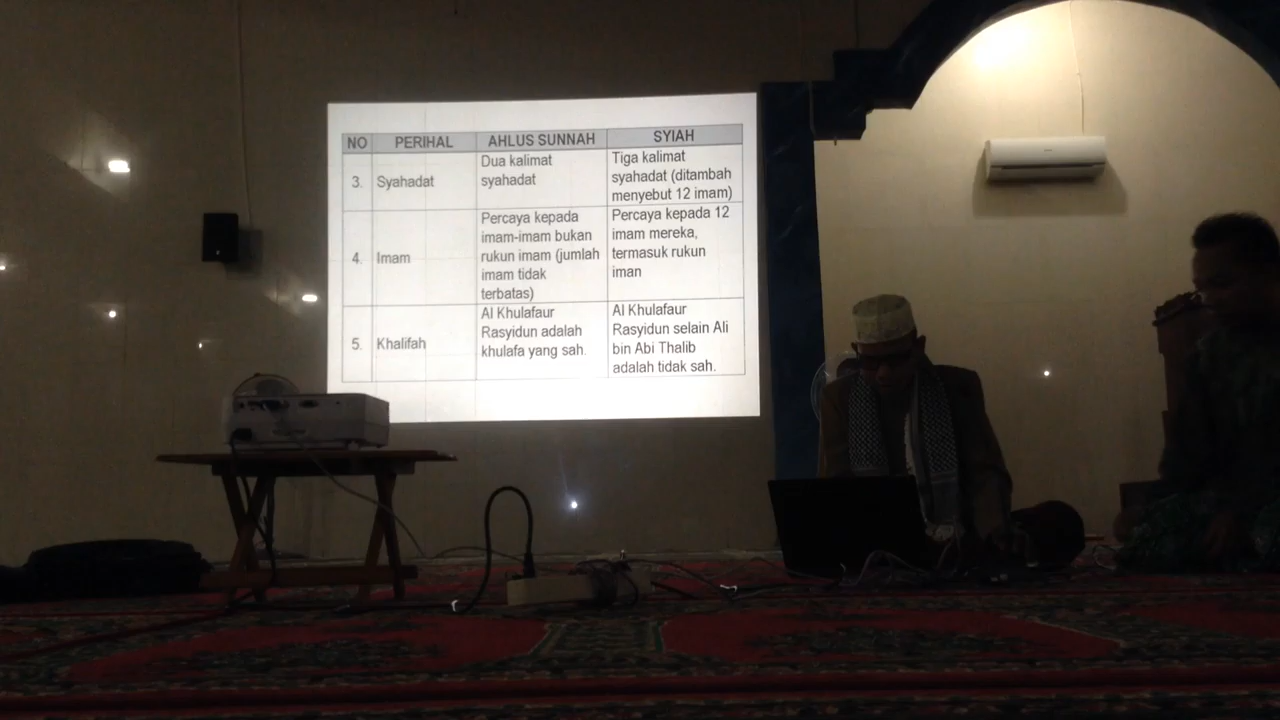 NO PERIHAL AHLUS SUNNAH SYIAH
3. Syahadat
Dua kalimat
syahadat
Tiga kalimat
syahadat (ditambah
menyebut 12 imam)
4. Imam
Percaya kepada
imam-imam bukan
rukun imam (jumlah
imam tidak
terbatas)
Percaya kepada 12
imam mereka,
termasuk rukun
iman
5. Khalifah
Al Khulafaur
Rasyidun adalah
khulafa yang sah.
Al Khulafaur
Rasyidun selain Ali
bin Abi Thalib
adalah tidak sah.